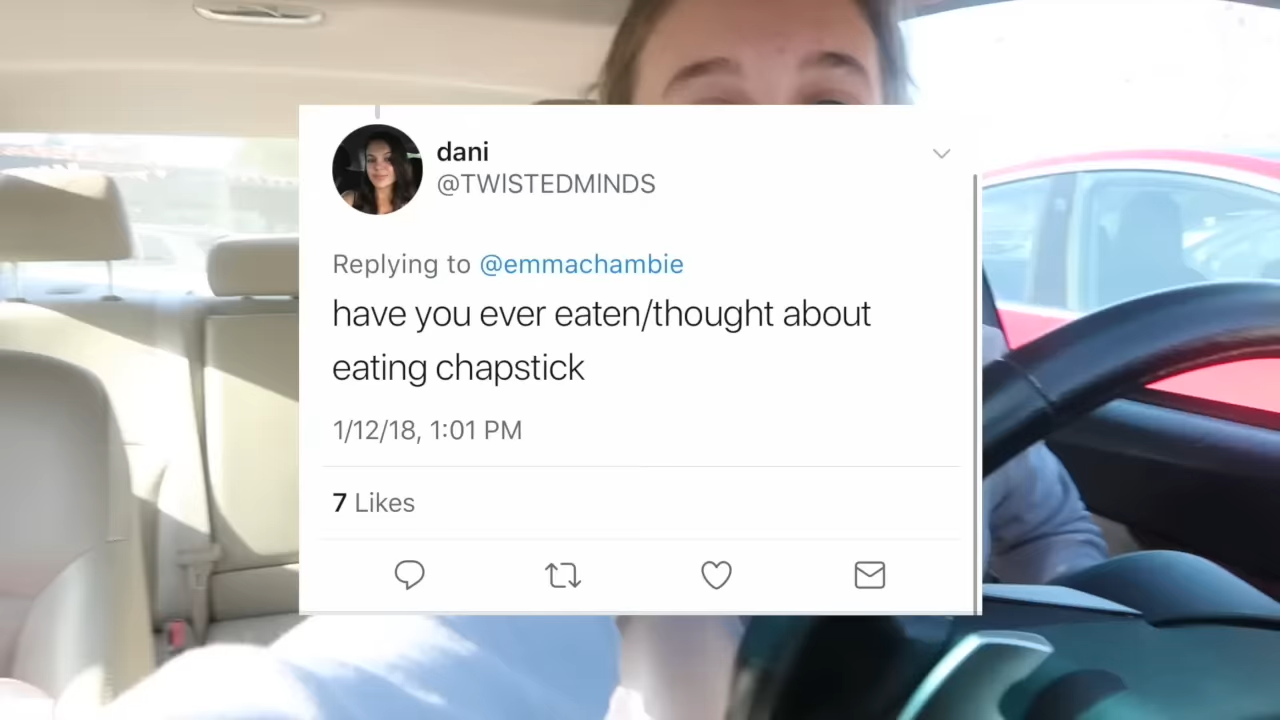 dani
@TWISTEDMINDS
Replying to @emmachambie
have you ever eaten/thought about
eating chapstick
1/12/18, 1:01 PM
7 Likes